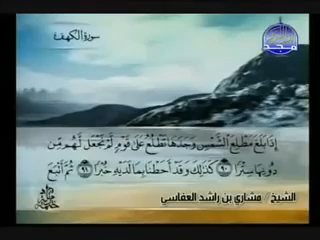 سورة الكهف
إِذَا بَلَغَ مَطْلِعَ الشَّمْسِ وَجَدَهَا تَطْلُعُ عَلَىٰ قَوْمٍ لَّمْ نَجْعَل لَّهُم مِّن
دُونِهَا سِتْرًا ٩٠ كَذَٰلِكَ وَقَدْ أَحَطْنَا بِمَا لَدَيْهِ خُبْرًا ٩١ ثُمَّ أَتْبَعَ
الشيخ / مشاري بن راشد العفاسي